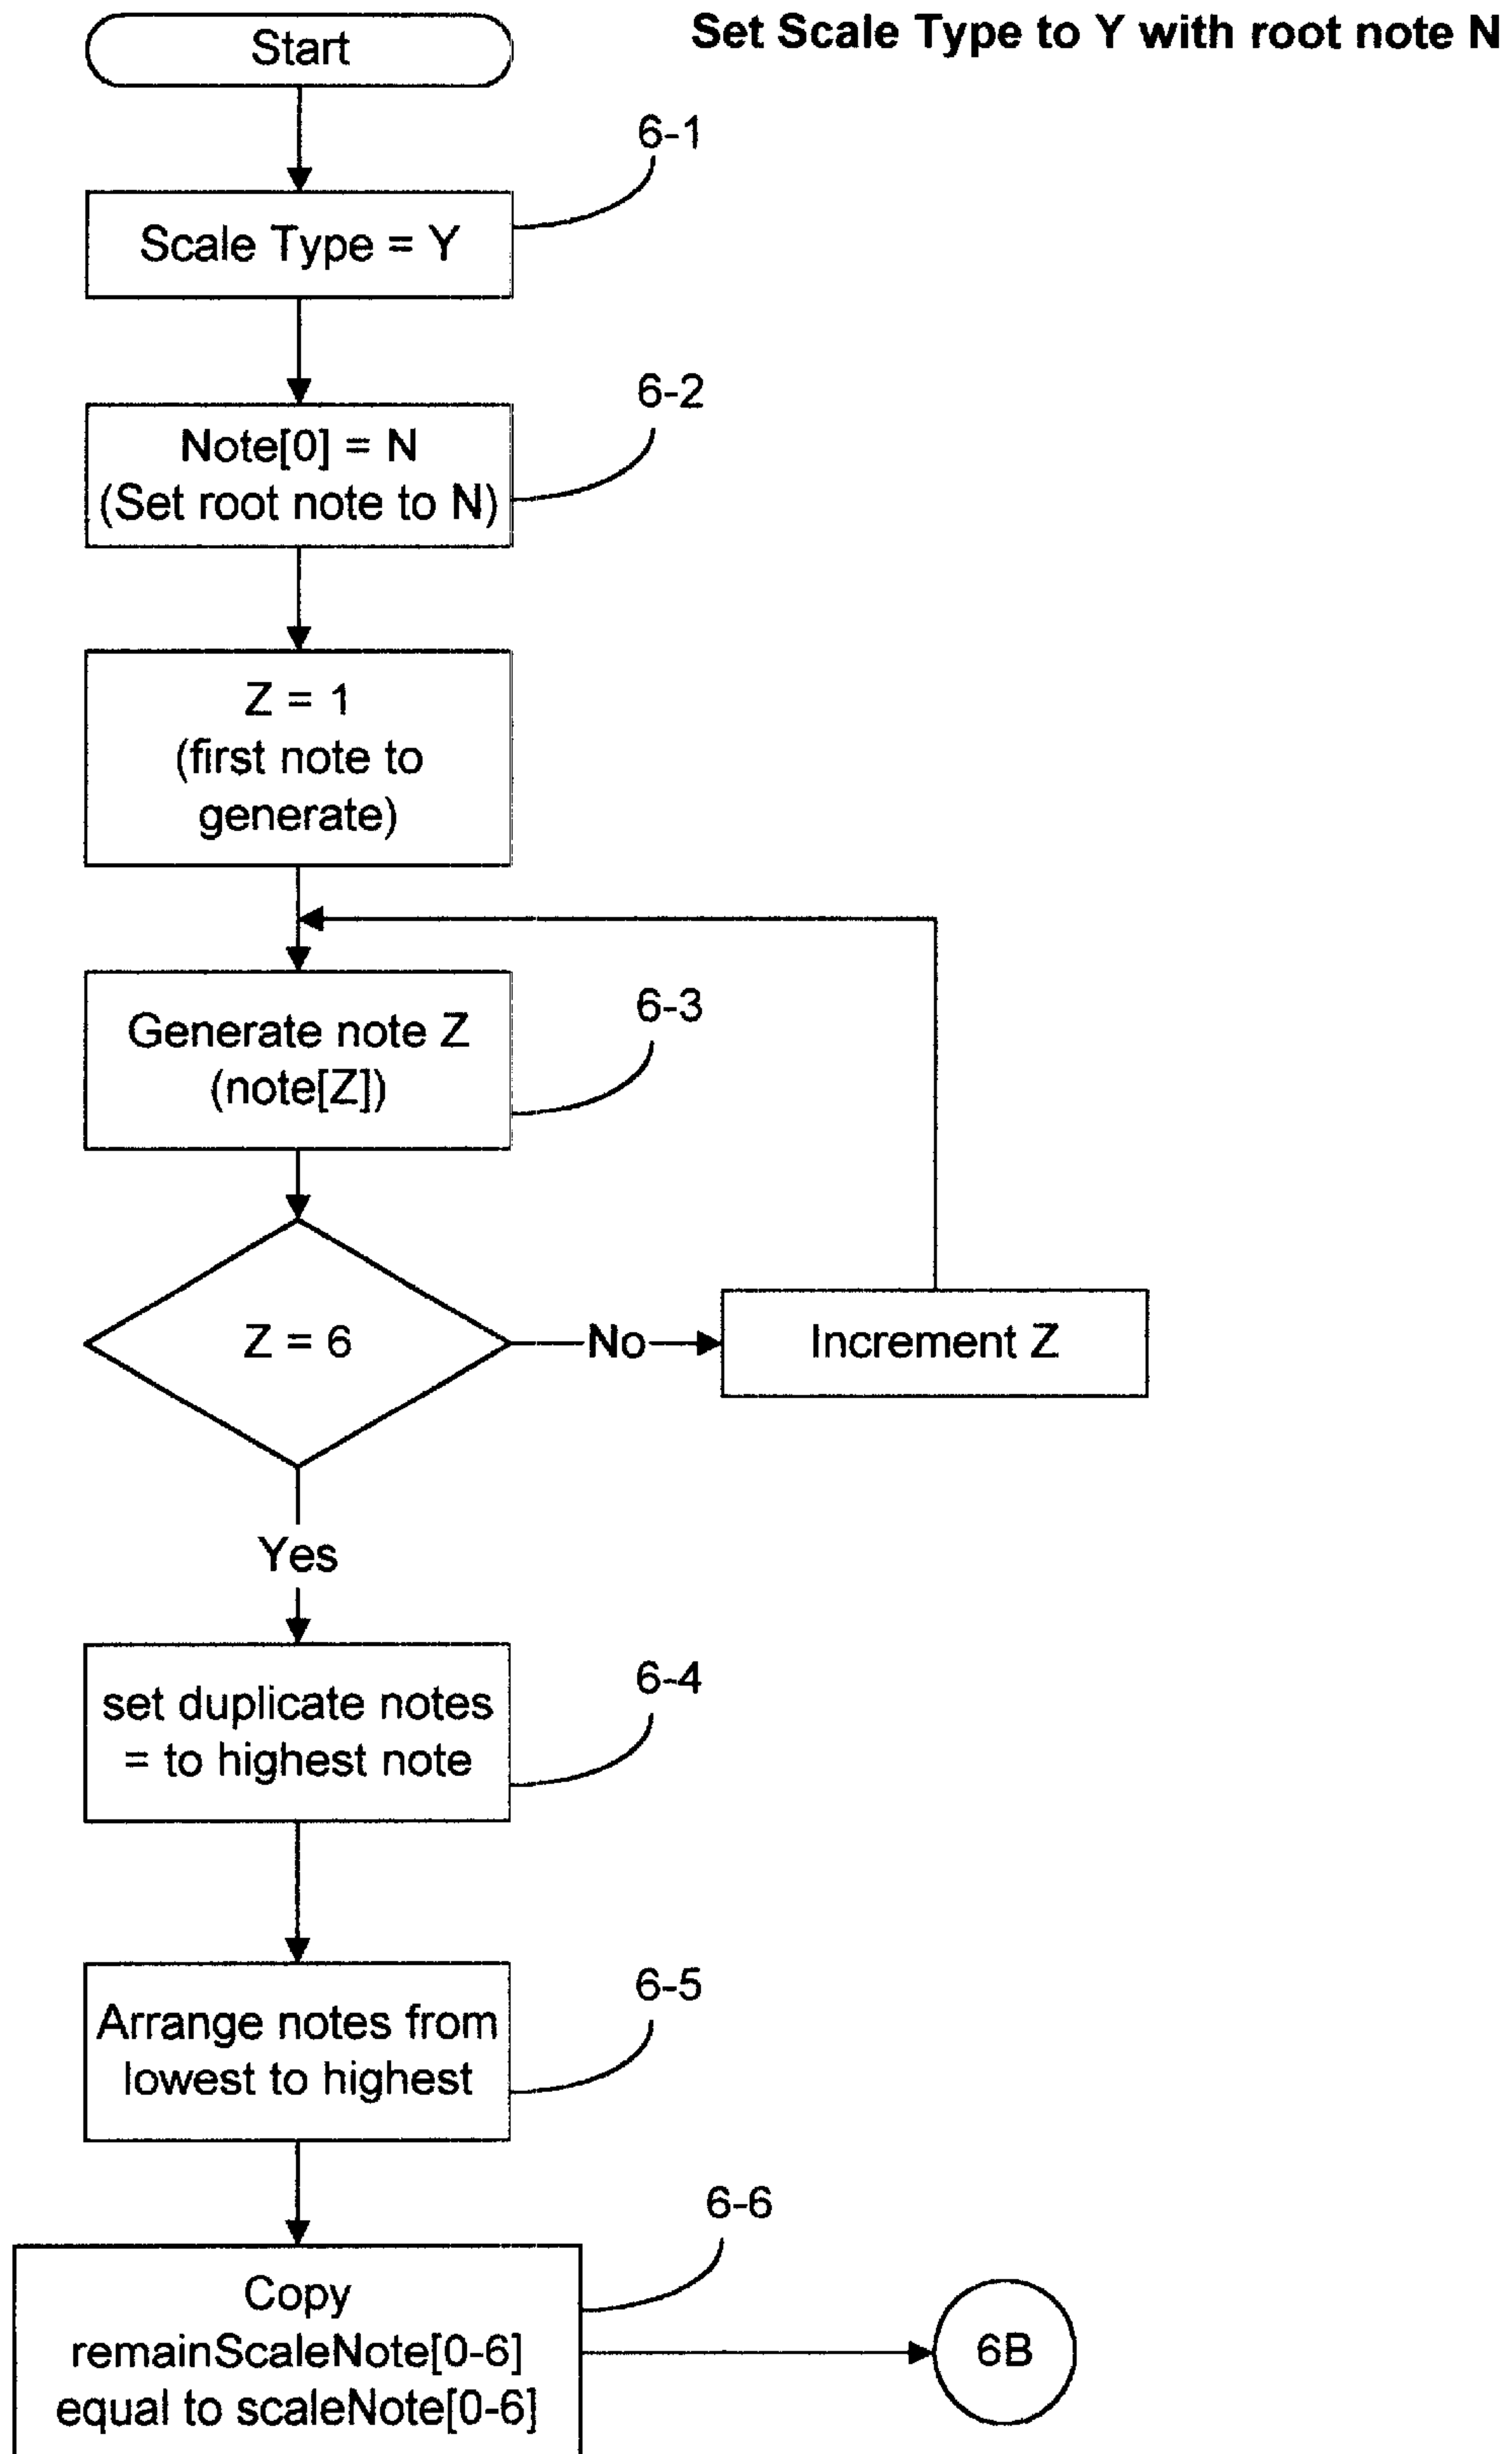 Start
Set Scale Type to Y with root note N
6-1
Scale Type = Y
6-2
Note[0] = N
(Set root note to N)
Z = 1
(first note to
generate)
6-3
Generate note Z
(note[Z])
Z = 6
No
Increment Z
Yes
6-4
set duplicate notes
= to highest note
6-5
Arrange notes from
lowest to highest
6-6
Copy
remainScaleNote[0-6]
equal to scaleNote[0-6]
6B